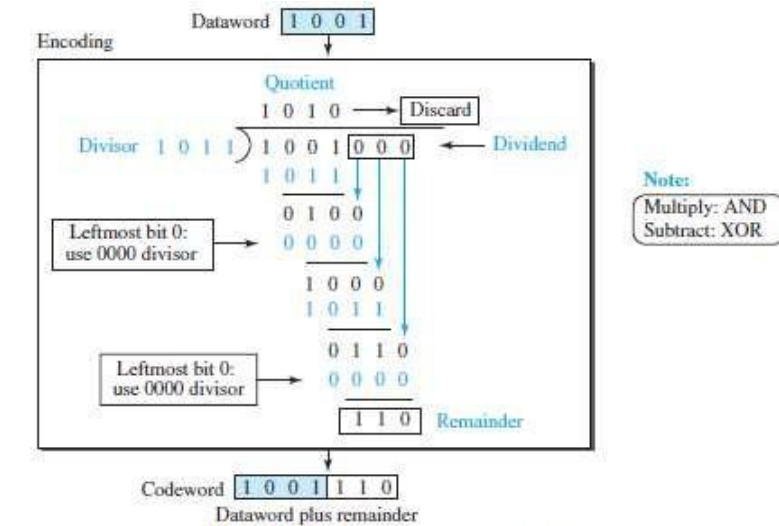 Dataword 1 0 0 1
Encoding
Quotient
1 0 1 0 Discard
Divisor 1 0 1 1 ) 1 0 0 1 0 0 0 Dividend
1 0 1 1
Note:
Multiply: AND
Subtract: XOR
0 1 0 0
Leftmost bit 0:
use 0000 divisor
0 0 0 0
1 0 0 0
1 0 1 1
0 1 1 0
Leftmost bit 0:
use 0000 divisor
0 0 0 0
1 1 0 Remainder
Codeword 1 0 0 1 1 1 0
Dataword plus remainder